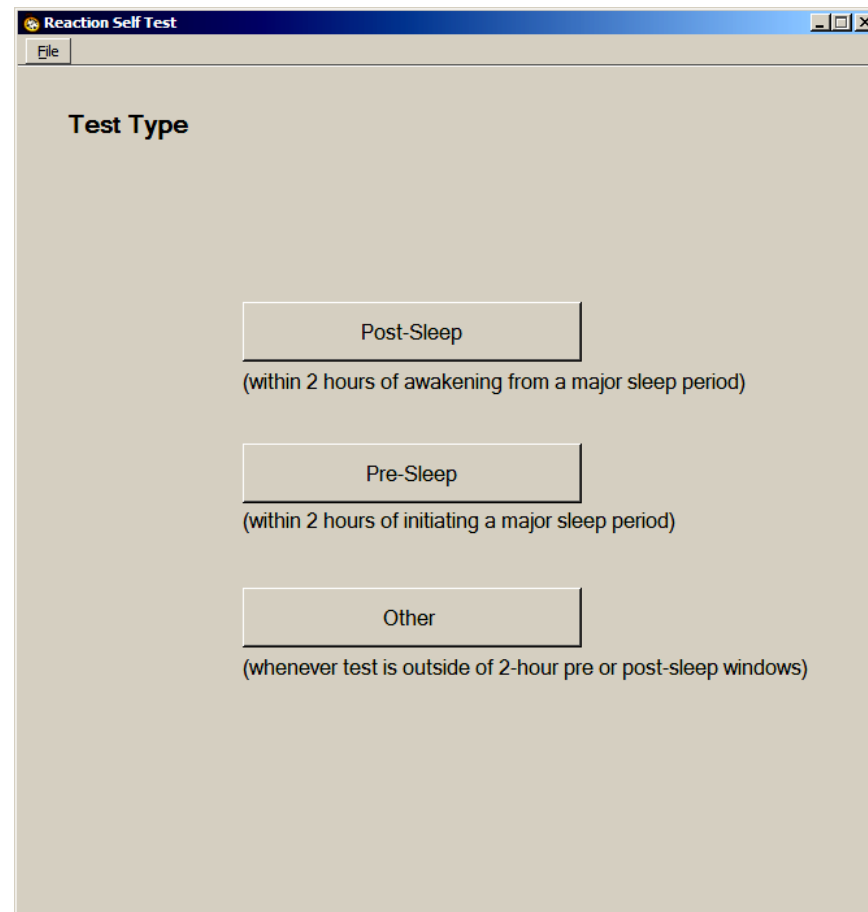 Reaction Self Test
File
Test Type
Post-Sleep
(within 2 hours of awakening from a major sleep period)
Pre-Sleep
(within 2 hours of initiating a major sleep period)
Other
(whenever test is outside of 2-hour pre or post-sleep windows)